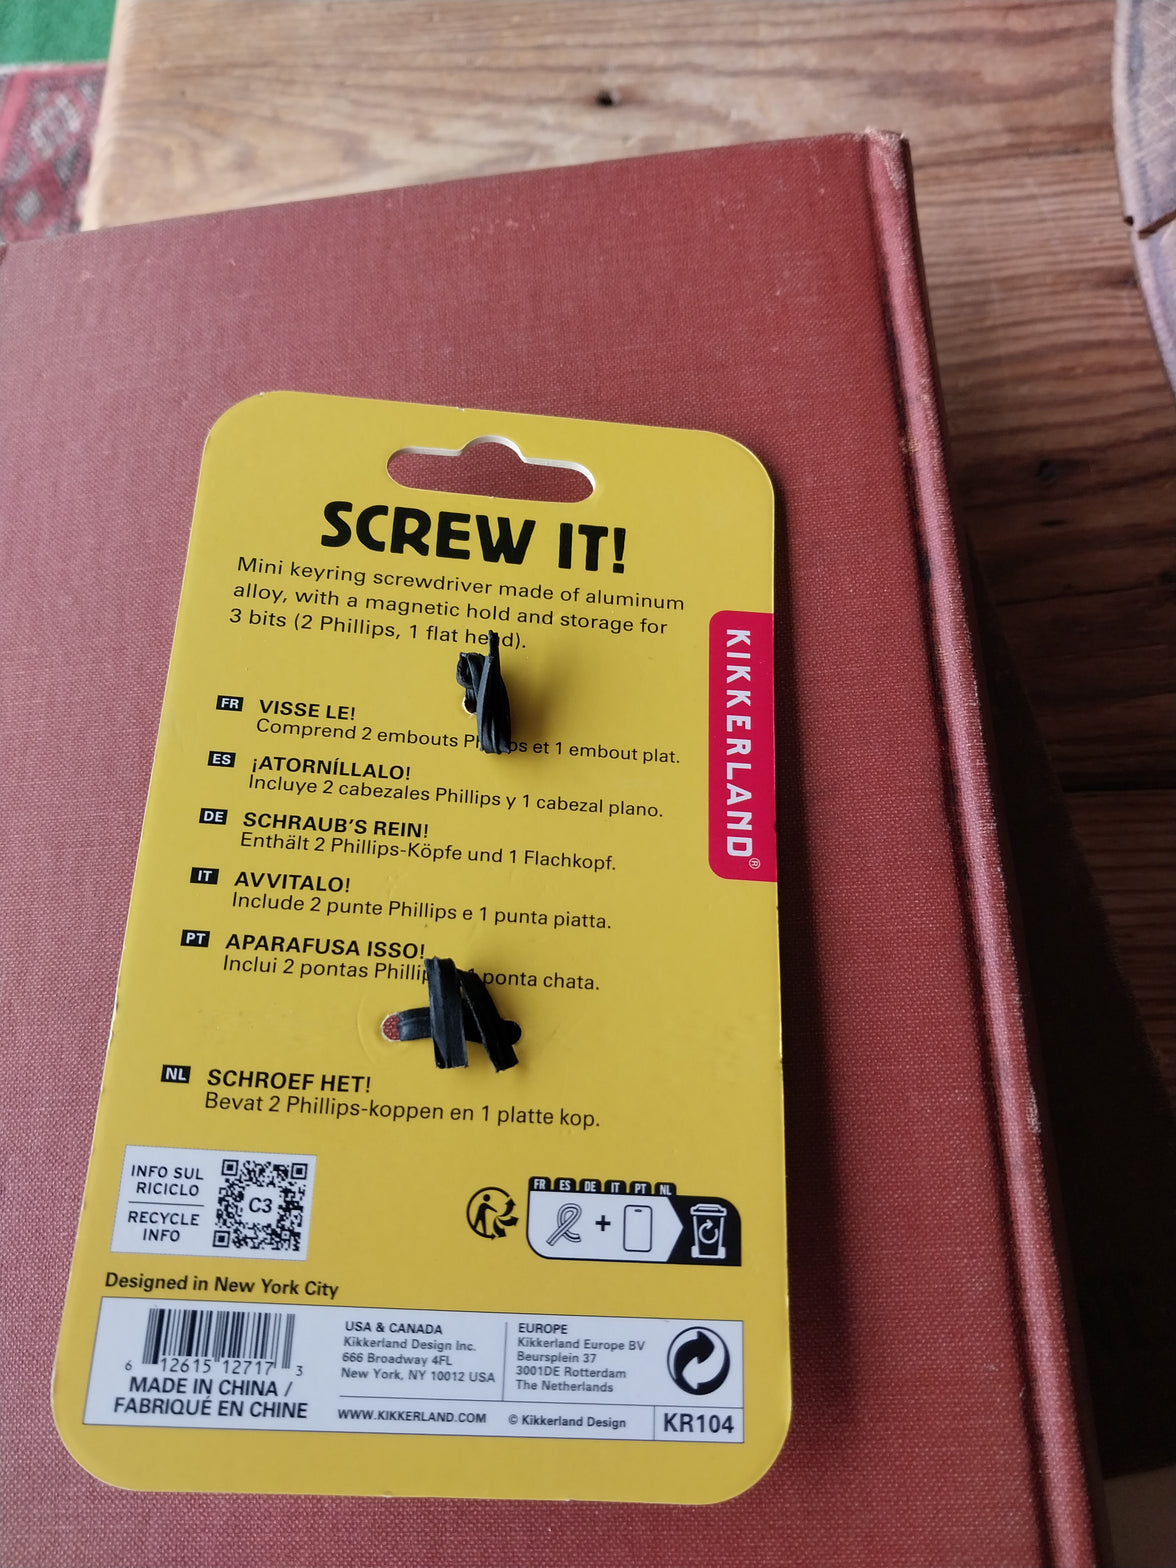 SCREW IT!
Mini keyring screwdriver made of aluminum
alloy, with a magnetic hold and storage for
3 bits (2 Phillips, 1 flat head).
KIKKERLAND®
FR VISSE LE!
Comprend 2 embouts Phillips et 1 embout plat.
ES ¡ATORNÍLLALO!
Incluye 2 cabezales Phillips y 1 cabezal plano.
DE SCHRAUB'S REIN!
Enthält 2 Phillips-Köpfe und 1 Flachkopf.
IT AVVITALO!
Include 2 punte Phillips e 1 punta piatta.
PT APARAFUSA ISSO!
Inclui 2 pontas Phillips 1 ponta chata.
NL SCHROEF HET!
Bevat 2 Phillips-koppen en 1 platte kop.
INFO SUL
RICICLO
RECYCLE
INFO
C3
FR ES DE IT PT NL
+
Designed in New York City
6 12615 12717 3
MADE IN CHINA /
FABRIQUÉ EN CHINE
USA & CANADA
Kikkerland Design Inc.
666 Broadway 4FL
New York, NY 10012 USA
EUROPE
Kikkerland Europe BV
Beursplein 37
3001DE Rotterdam
The Netherlands
WWW.KIKKERLAND.COM
© Kikkerland Design
KR104